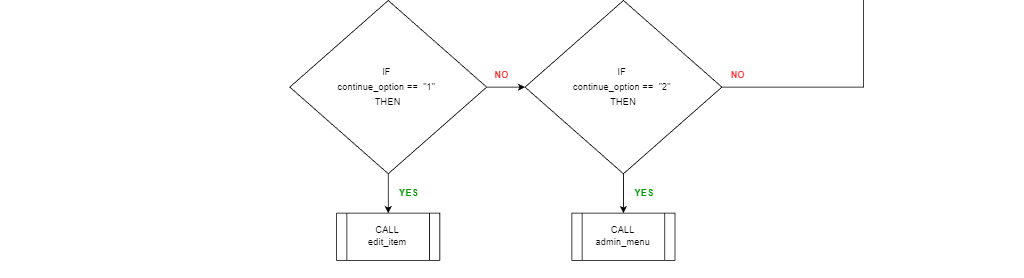 IF
continue_option == "1"
THEN
NO
IF
continue_option == "2"
THEN
NO
YES
YES
CALL
edit_item
CALL
admin_menu